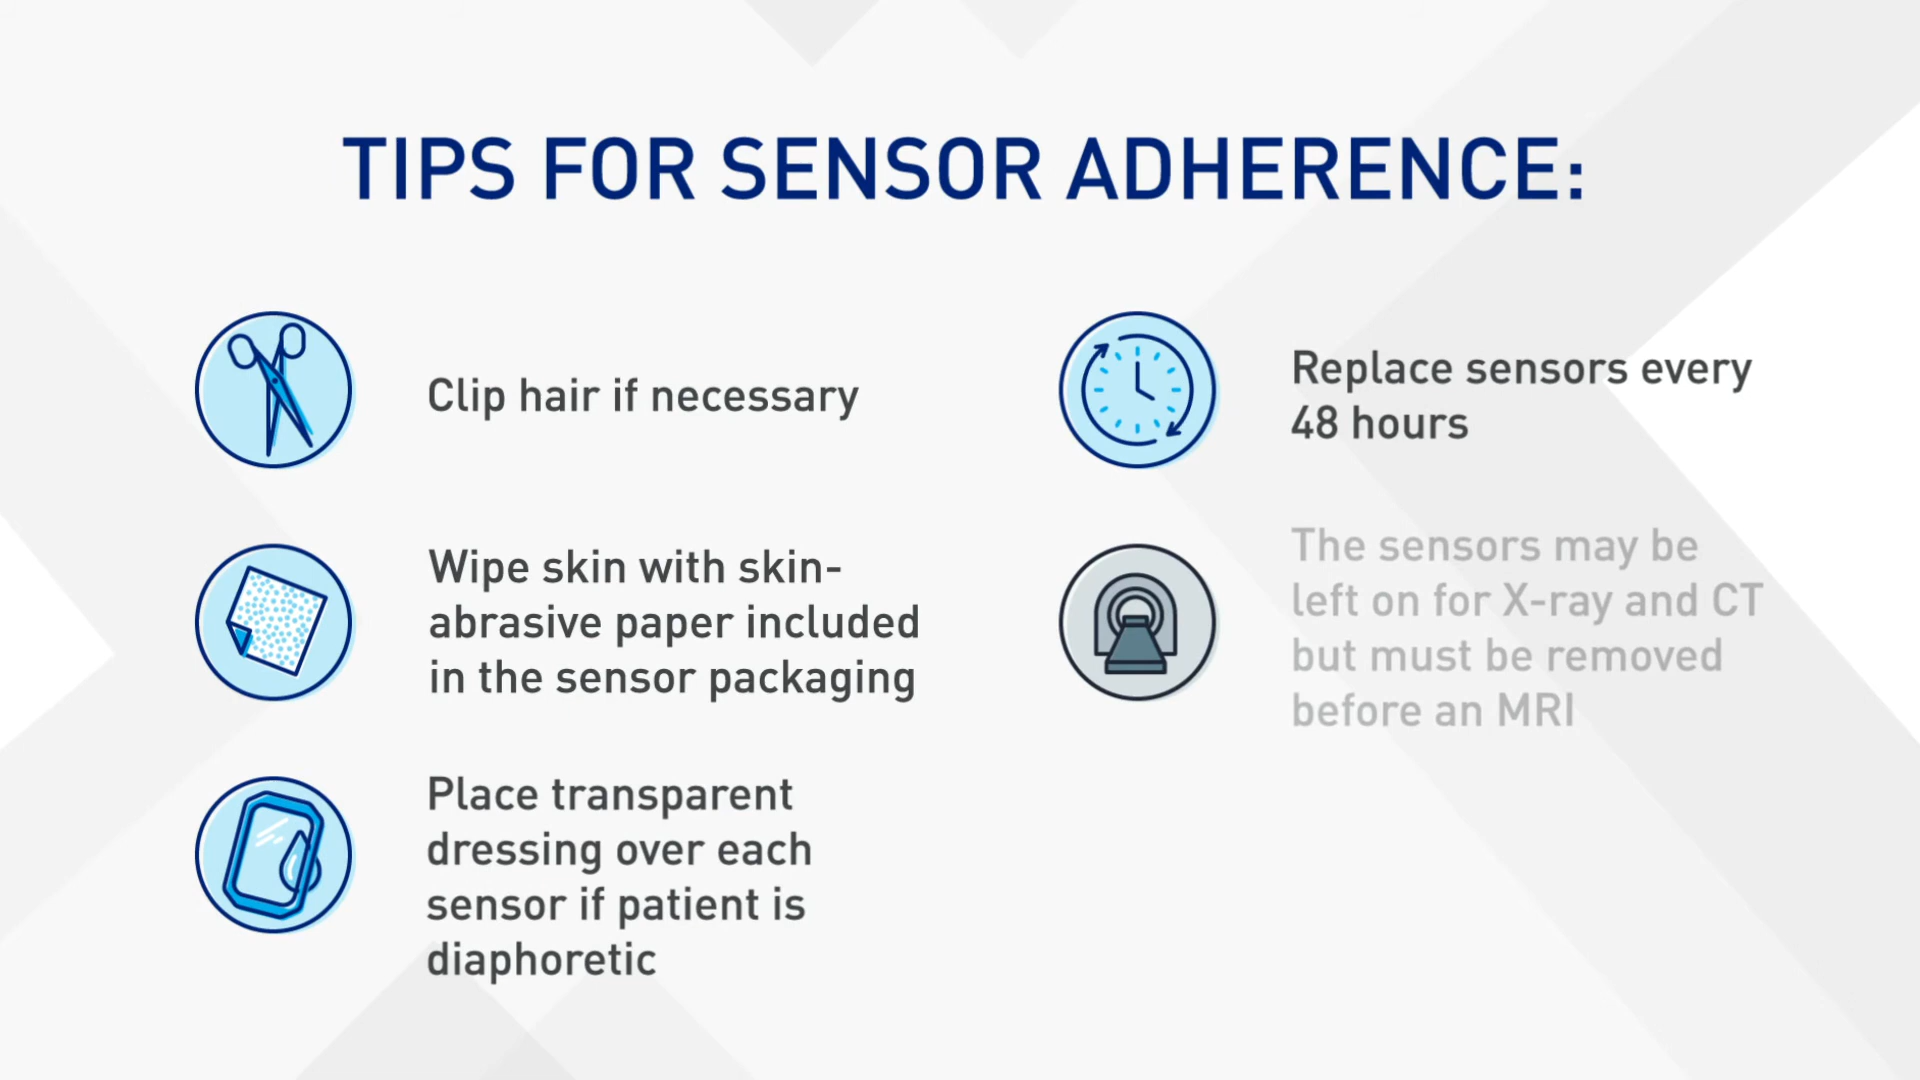 TIPS FOR SENSOR ADHERENCE:
Clip hair if necessary
Wipe skin with skin-
abrasive paper included
in the sensor packaging
Place transparent
dressing over each
sensor if patient is
diaphoretic
Replace sensors every
48 hours
The sensors may be
left on for X-ray and CT
but must be removed
before an MRI